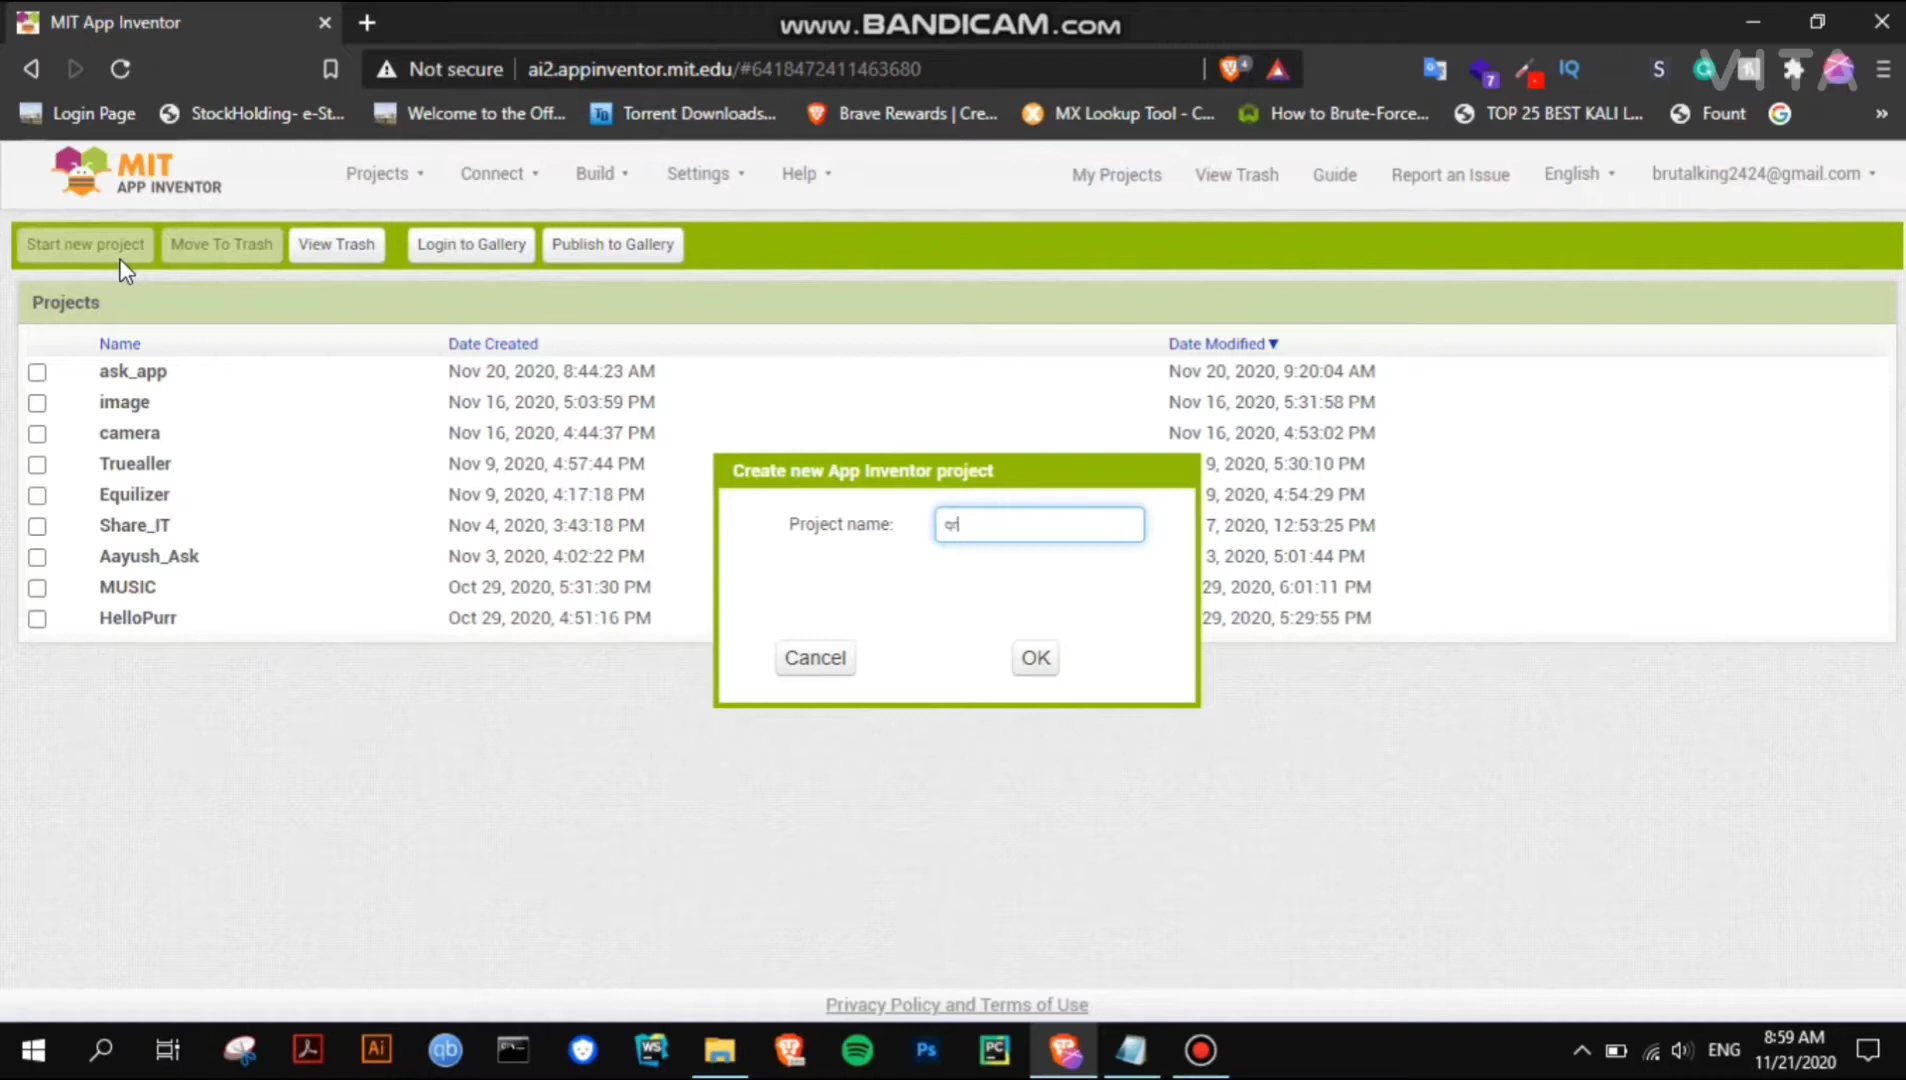 MIT App Inventor
www.BANDICAM.com
Not secure ai2.appinventor.mit.edu/#6418472411463680
4
7
IQ
S
VITA
Login Page StockHolding- e-St... Welcome to the Off... Torrent Downloads... Brave Rewards | Cre... MX Lookup Tool - C... How to Brute-Force... TOP 25 BEST KALI L... Fount »
MIT APP INVENTOR
Projects Connect Build Settings Help My Projects View Trash Guide Report an Issue English brutalking2424@gmail.com
Start new project Move To Trash View Trash Login to Gallery Publish to Gallery
Projects
Name Date Created Date Modified
ask_app Nov 20, 2020, 8:44:23 AM Nov 20, 2020, 9:20:04 AM
image Nov 16, 2020, 5:03:59 PM Nov 16, 2020, 5:31:58 PM
camera Nov 16, 2020, 4:44:37 PM Nov 16, 2020, 4:53:02 PM
Truealler Nov 9, 2020, 4:57:44 PM 9, 2020, 5:30:10 PM
Equilizer Nov 9, 2020, 4:17:18 PM 9, 2020, 4:54:29 PM
Share_IT Nov 4, 2020, 3:43:18 PM 7, 2020, 12:53:25 PM
Aayush_Ask Nov 3, 2020, 4:02:22 PM 3, 2020, 5:01:44 PM
MUSIC Oct 29, 2020, 5:31:30 PM 29, 2020, 6:01:11 PM
HelloPurr Oct 29, 2020, 4:51:16 PM 29, 2020, 5:29:55 PM
Create new App Inventor project
Project name:
Cancel OK
Privacy Policy and Terms of Use
Ai qb WS Ps PC ENG 8:59 AM
11/21/2020